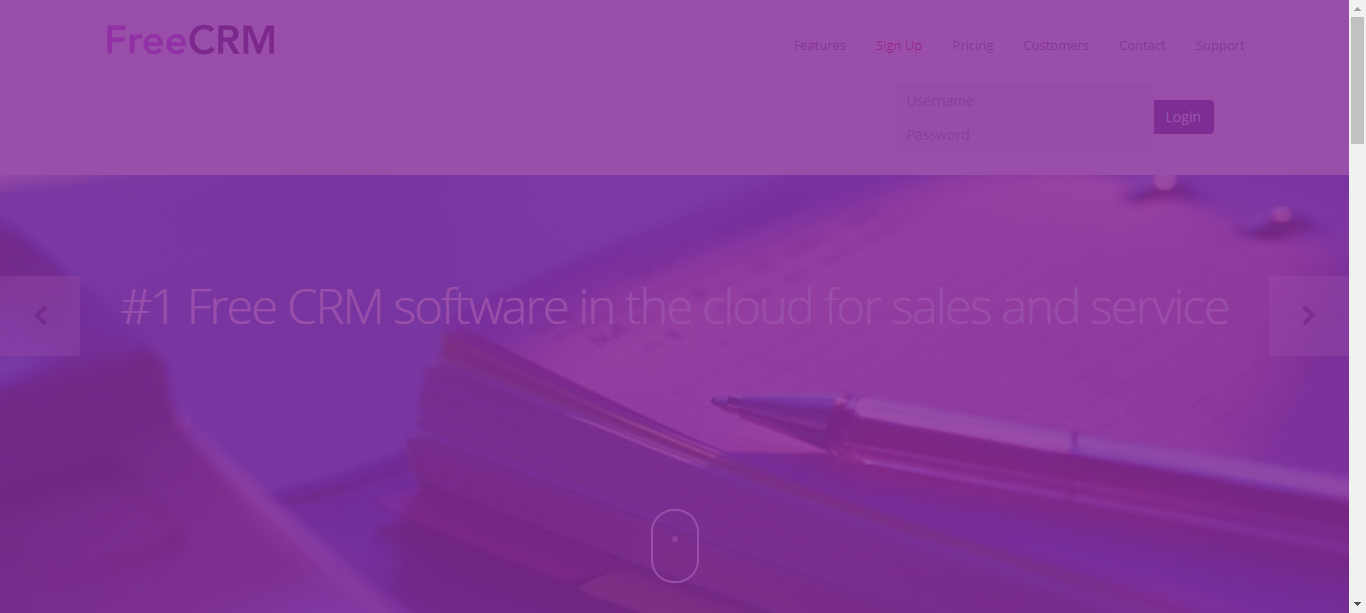 FreeCRM
Features Sign Up Pricing Customers Contact Support
Username
Password
Login
#1 Free CRM software in the cloud for sales and service